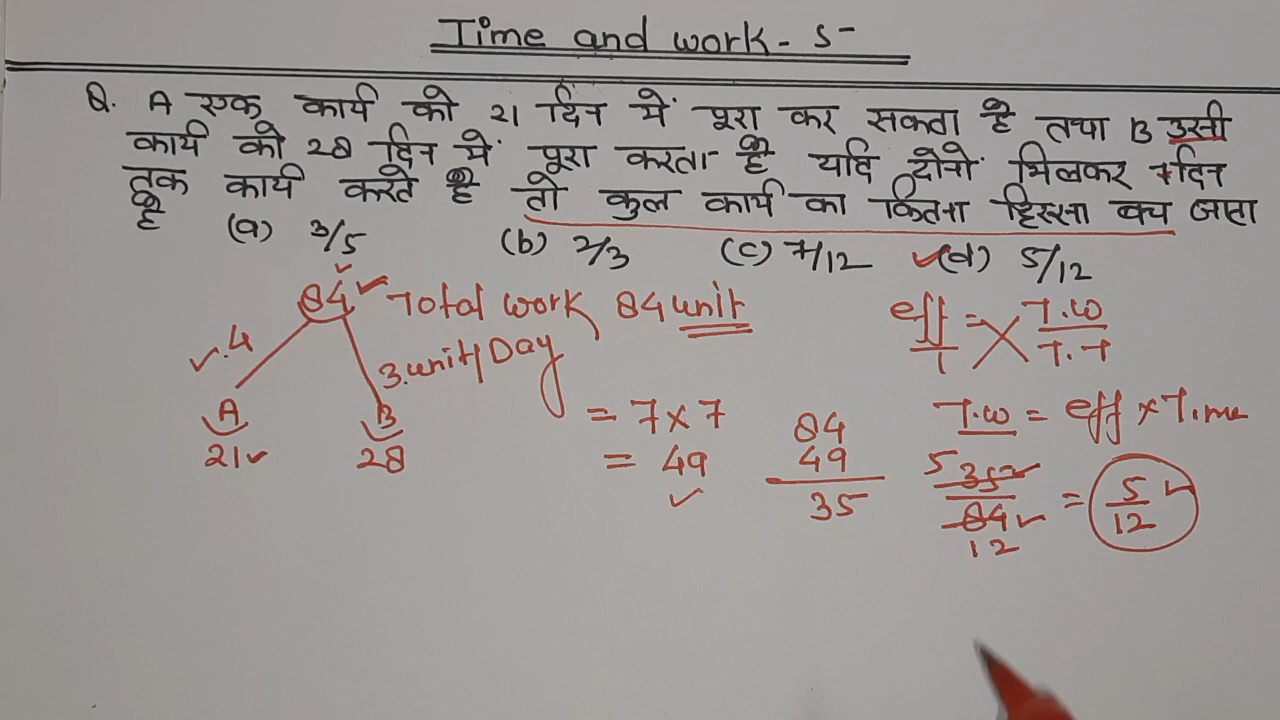 Time and work - 5
Q. A एक कार्य को 21 दिन में पूरा कर सकता है तथा B उसी
कार्य को 28 दिन में पूरा करता है यदि दोनों मिलकर 7 दिन
तक कार्य करते है तो कुल कार्य का कितना हिस्सा बच जाता
है (a) 3/5 (b) 2/3 (c) 7/12 (d) 5/12
84 Total work 84 unit
eff/1 = T.W/T.T
4
3.unit/Day
A B
21 28
= 7 x 7
= 49
84
49
35
T.W = eff x Time
5
35/84 = 5/12
12